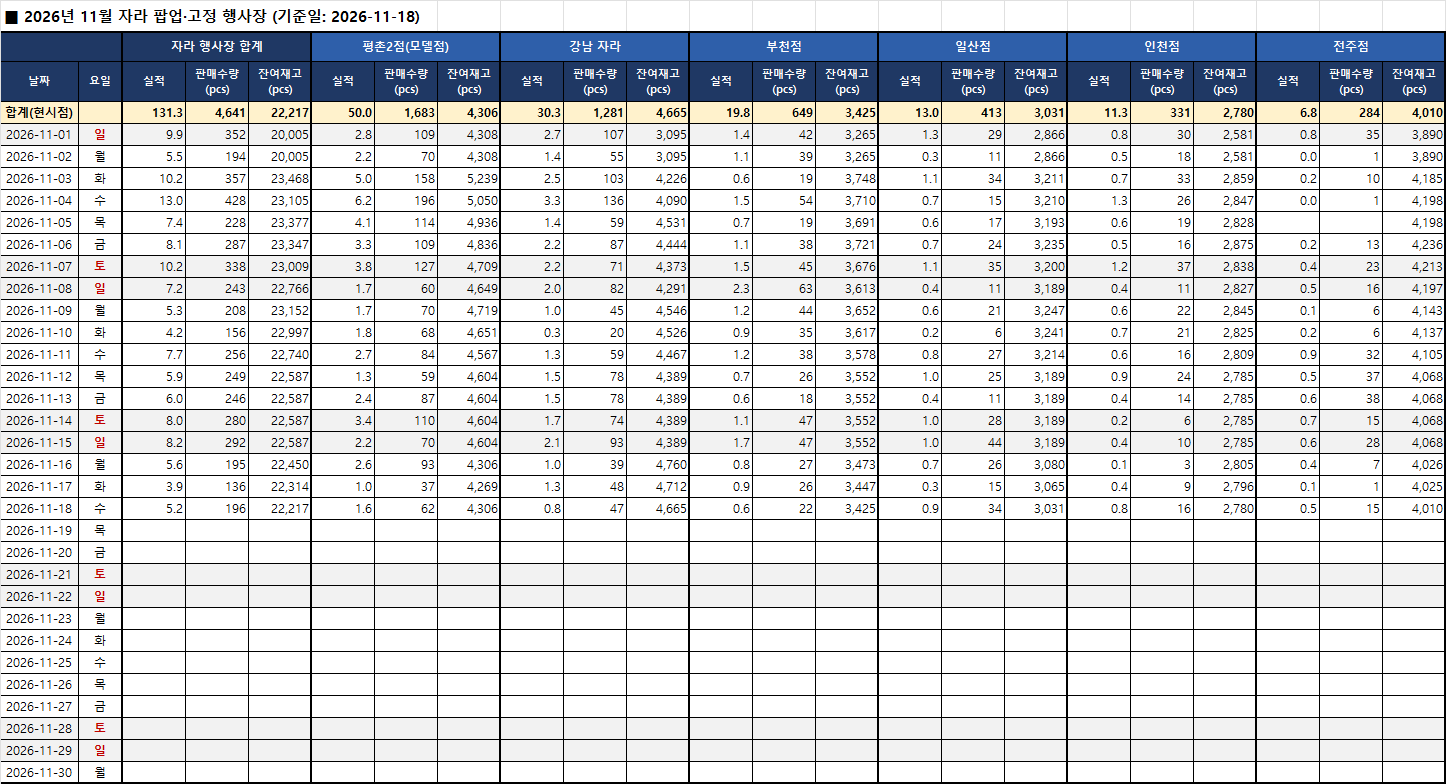 ■ 2026년 11월 자라 팝업·고정 행사장 (기준일: 2026-11-18)
자라 행사장 합계 평촌2점(모델점) 강남 자라 부천점 일산점 인천점 전주점
날짜 요일 실적 판매수량(pcs) 잔여재고(pcs) 실적 판매수량(pcs) 잔여재고(pcs) 실적 판매수량(pcs) 잔여재고(pcs) 실적 판매수량(pcs) 잔여재고(pcs) 실적 판매수량(pcs) 잔여재고(pcs) 실적 판매수량(pcs) 잔여재고(pcs) 실적 판매수량(pcs) 잔여재고(pcs)
합계(현시점) 131.3 4,641 22,217 50.0 1,683 4,306 30.3 1,281 4,665 19.8 649 3,425 13.0 413 3,031 11.3 331 2,780 6.8 284 4,010
2026-11-01 일 9.9 352 20,005 2.8 109 4,308 2.7 107 3,095 1.4 42 3,265 1.3 29 2,866 0.8 30 2,581 0.8 35 3,890
2026-11-02 월 5.5 194 20,005 2.2 70 4,308 1.4 55 3,095 1.1 39 3,265 0.3 11 2,866 0.5 18 2,581 0.0 1 3,890
2026-11-03 화 10.2 357 23,468 5.0 158 5,239 2.5 103 4,226 0.6 19 3,748 1.1 34 3,211 0.7 33 2,859 0.2 10 4,185
2026-11-04 수 13.0 428 23,105 6.2 196 5,050 3.3 136 4,090 1.5 54 3,710 0.7 15 3,210 1.3 26 2,847 0.0 1 4,198
2026-11-05 목 7.4 228 23,377 4.1 114 4,936 1.4 59 4,531 0.7 19 3,691 0.6 17 3,193 0.6 19 2,828 4,198
2026-11-06 금 8.1 287 23,347 3.3 109 4,836 2.2 87 4,444 1.1 38 3,721 0.7 24 3,235 0.5 16 2,875 0.2 13 4,236
2026-11-07 토 10.2 338 23,009 3.8 127 4,709 2.2 71 4,373 1.5 45 3,676 1.1 35 3,200 1.2 37 2,838 0.4 23 4,213
2026-11-08 일 7.2 243 22,766 1.7 60 4,649 2.0 82 4,291 2.3 63 3,613 0.4 11 3,189 0.4 11 2,827 0.5 16 4,197
2026-11-09 월 5.3 208 23,152 1.7 70 4,719 1.0 45 4,546 1.2 44 3,652 0.6 21 3,247 0.6 22 2,845 0.1 6 4,143
2026-11-10 화 4.2 156 22,997 1.8 68 4,651 0.3 20 4,526 0.9 35 3,617 0.2 6 3,241 0.7 21 2,825 0.2 6 4,137
2026-11-11 수 7.7 256 22,740 2.7 84 4,567 1.3 59 4,467 1.2 38 3,578 0.8 27 3,214 0.6 16 2,809 0.9 32 4,105
2026-11-12 목 5.9 249 22,587 1.3 59 4,604 1.5 78 4,389 0.7 26 3,552 1.0 25 3,189 0.9 24 2,785 0.5 37 4,068
2026-11-13 금 6.0 246 22,587 2.4 87 4,604 1.5 78 4,389 0.6 18 3,552 0.4 11 3,189 0.4 14 2,785 0.6 38 4,068
2026-11-14 토 8.0 280 22,587 3.4 110 4,604 1.7 74 4,389 1.1 47 3,552 1.0 28 3,189 0.2 6 2,785 0.7 15 4,068
2026-11-15 일 8.2 292 22,587 2.2 70 4,604 2.1 93 4,389 1.7 47 3,552 1.0 44 3,189 0.4 10 2,785 0.6 28 4,068
2026-11-16 월 5.6 195 22,450 2.6 93 4,306 1.0 39 4,760 0.8 27 3,473 0.7 26 3,080 0.1 3 2,805 0.4 7 4,026
2026-11-17 화 3.9 136 22,314 1.0 37 4,269 1.3 48 4,712 0.9 26 3,447 0.3 15 3,065 0.4 9 2,796 0.1 1 4,025
2026-11-18 수 5.2 196 22,217 1.6 62 4,306 0.8 47 4,665 0.6 22 3,425 0.9 34 3,031 0.8 16 2,780 0.5 15 4,010
2026-11-19 목
2026-11-20 금
2026-11-21 토
2026-11-22 일
2026-11-23 월
2026-11-24 화
2026-11-25 수
2026-11-26 목
2026-11-27 금
2026-11-28 토
2026-11-29 일
2026-11-30 월